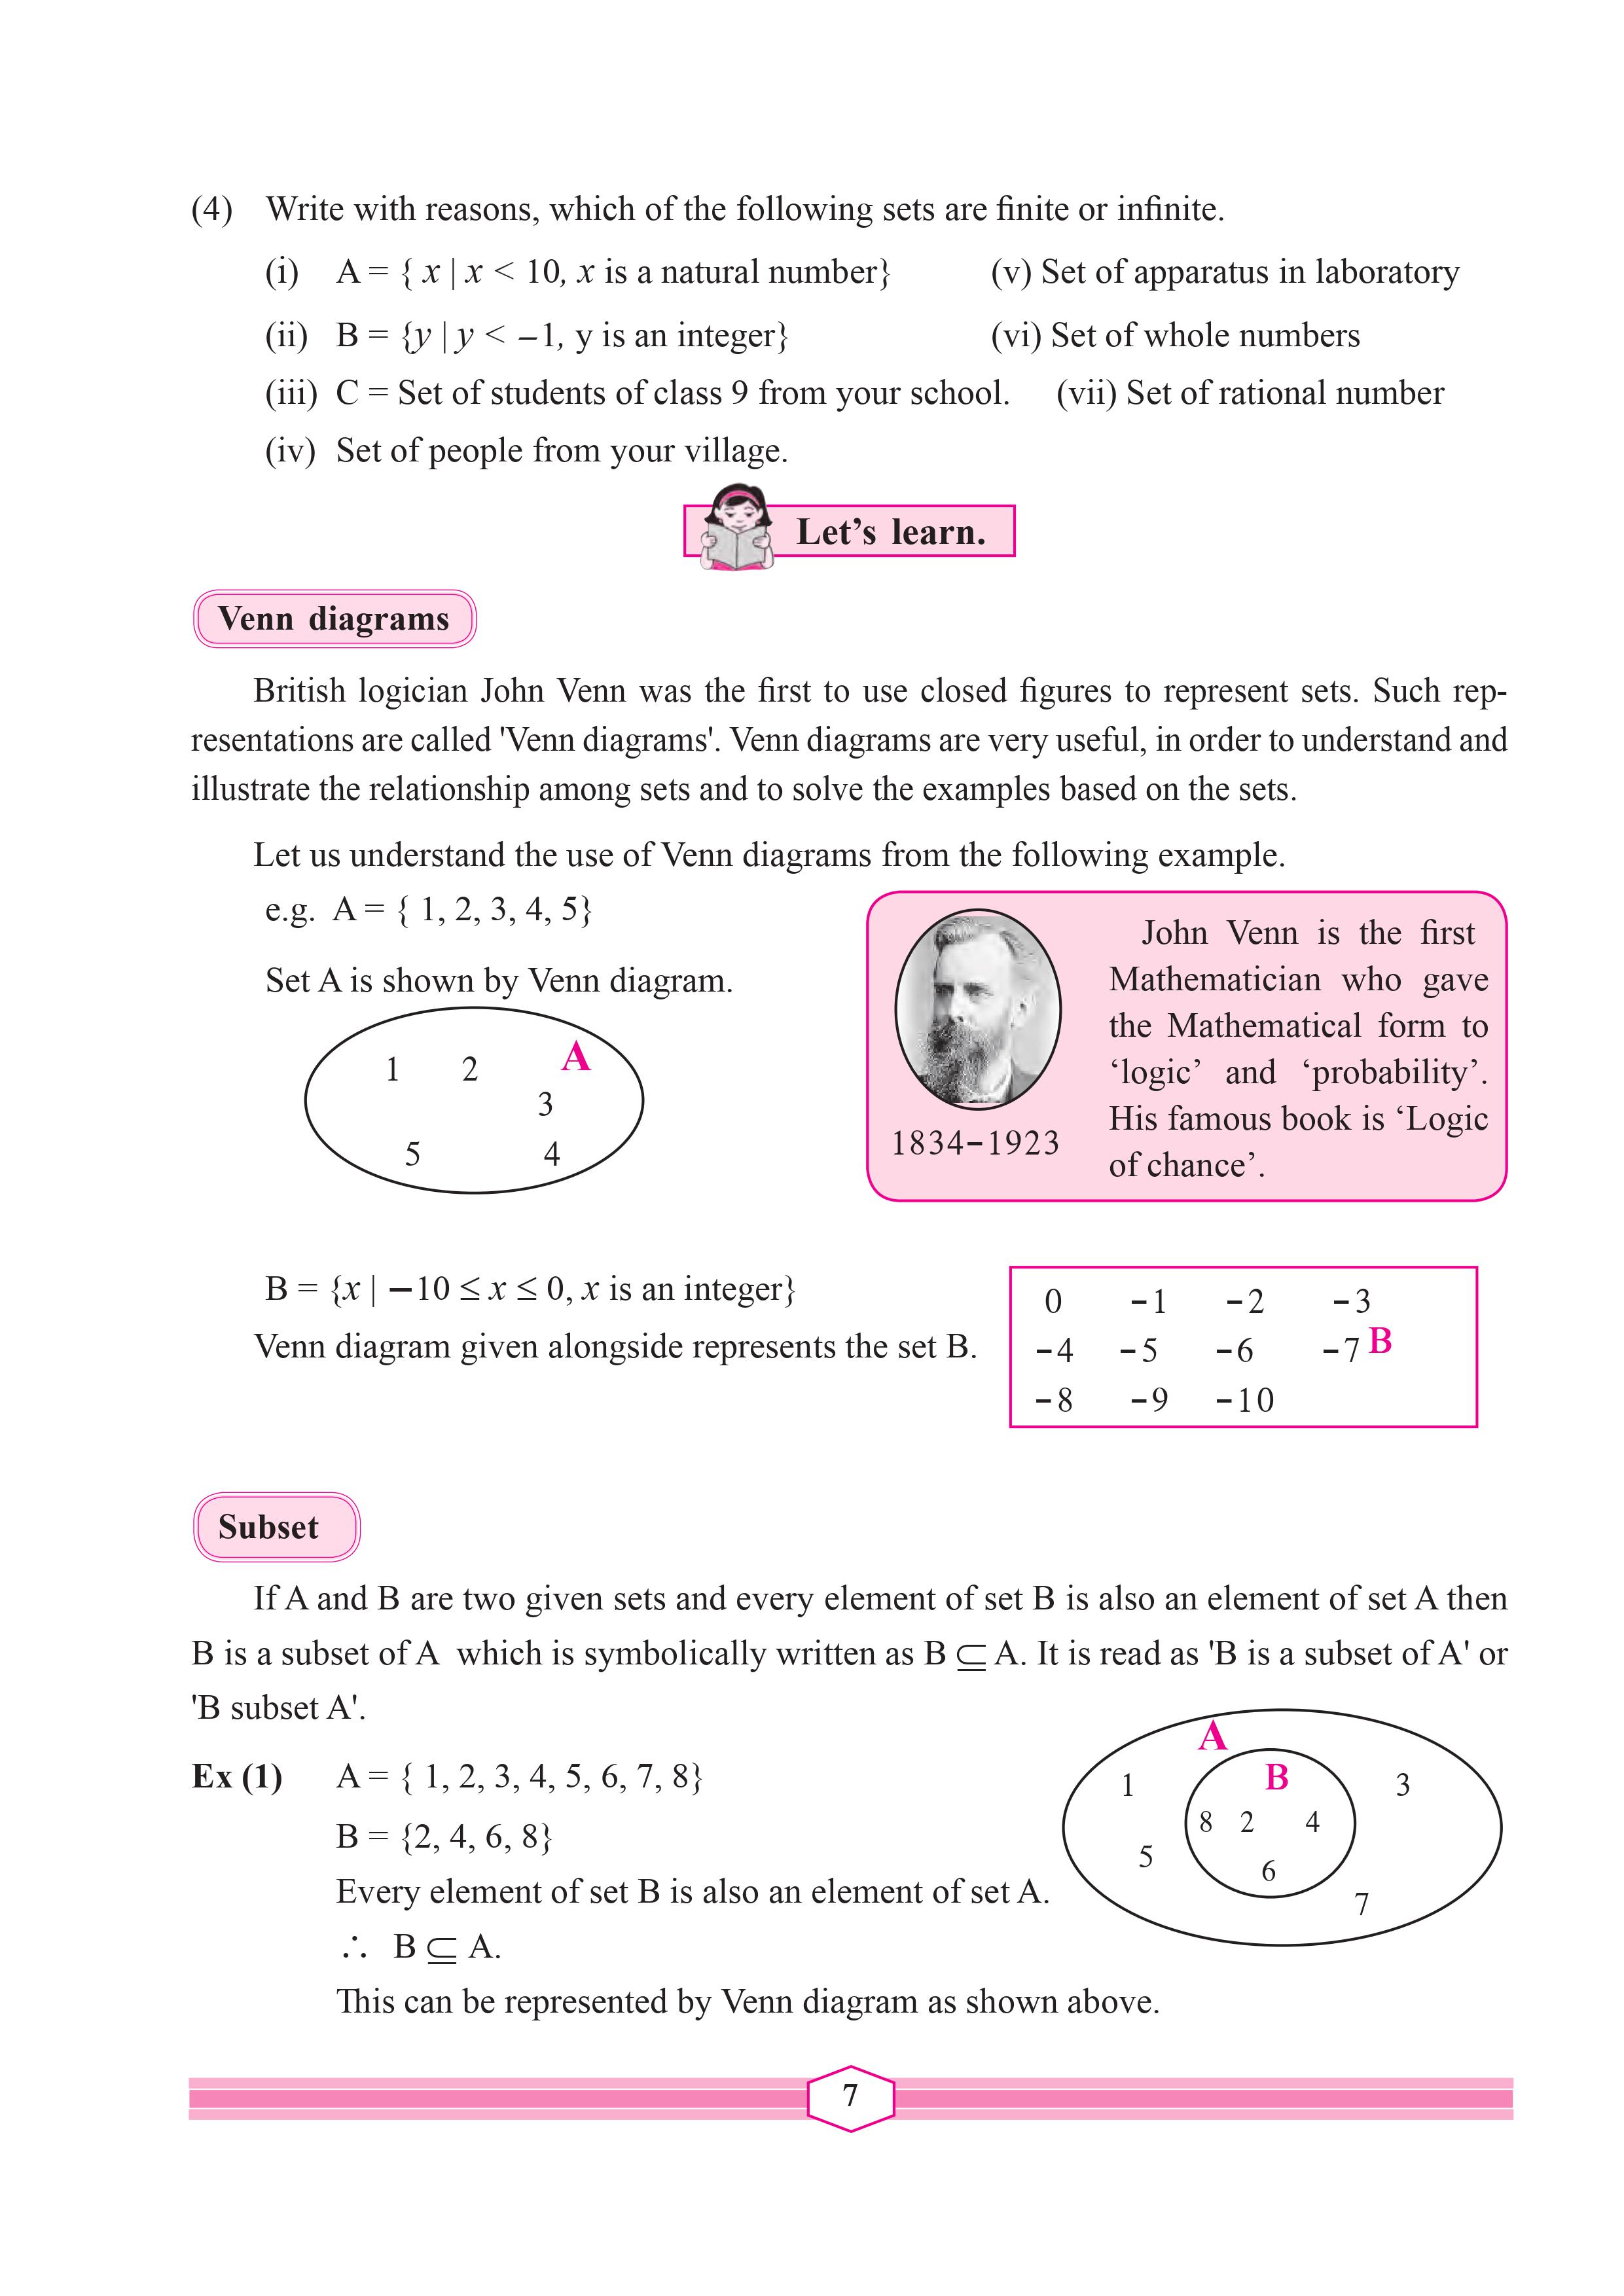 (4) Write with reasons, which of the following sets are finite or infinite.
(i) A = { x | x < 10, x is a natural number} (v) Set of apparatus in laboratory
(ii) B = {y | y < –1, y is an integer} (vi) Set of whole numbers
(iii) C = Set of students of class 9 from your school. (vii) Set of rational number
(iv) Set of people from your village.
Let’s learn.
Venn diagrams
British logician John Venn was the first to use closed figures to represent sets. Such rep-
resentations are called 'Venn diagrams'. Venn diagrams are very useful, in order to understand and
illustrate the relationship among sets and to solve the examples based on the sets.
Let us understand the use of Venn diagrams from the following example.
e.g. A = { 1, 2, 3, 4, 5}
Set A is shown by Venn diagram.
1 2 A
3
5 4
John Venn is the first
Mathematician who gave
the Mathematical form to
‘logic’ and ‘probability’.
His famous book is ‘Logic
of chance’.
1834–1923
B = {x | –10 ≤ x ≤ 0, x is an integer}
Venn diagram given alongside represents the set B.
0 –1 –2 –3
–4 –5 –6 –7 B
–8 –9 –10
Subset
If A and B are two given sets and every element of set B is also an element of set A then
B is a subset of A which is symbolically written as B ⊆ A. It is read as 'B is a subset of A' or
'B subset A'.
Ex (1) A = { 1, 2, 3, 4, 5, 6, 7, 8}
B = {2, 4, 6, 8}
Every element of set B is also an element of set A.
∴ B ⊆ A.
This can be represented by Venn diagram as shown above.
A
1 B 3
8 2 4
5 6
7
7